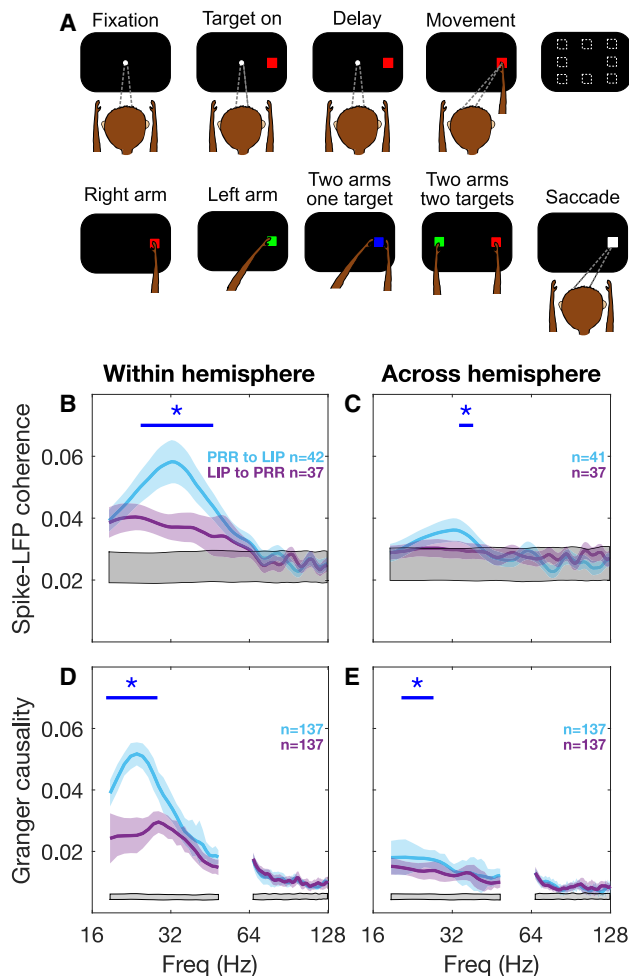 A
Fixation
Target on
Delay
Movement
Right arm
Left arm
Two arms
one target
Two arms
two targets
Saccade
Within hemisphere
Across hemisphere
B
*
PRR to LIP n=42
LIP to PRR n=37
C
*
n=41
n=37
Spike-LFP coherence
0.06
0.04
0.02
D
*
n=137
n=137
E
*
n=137
n=137
Granger causality
0.06
0.04
0.02
16
32
64
128
16
32
64
128
Freq (Hz)
Freq (Hz)